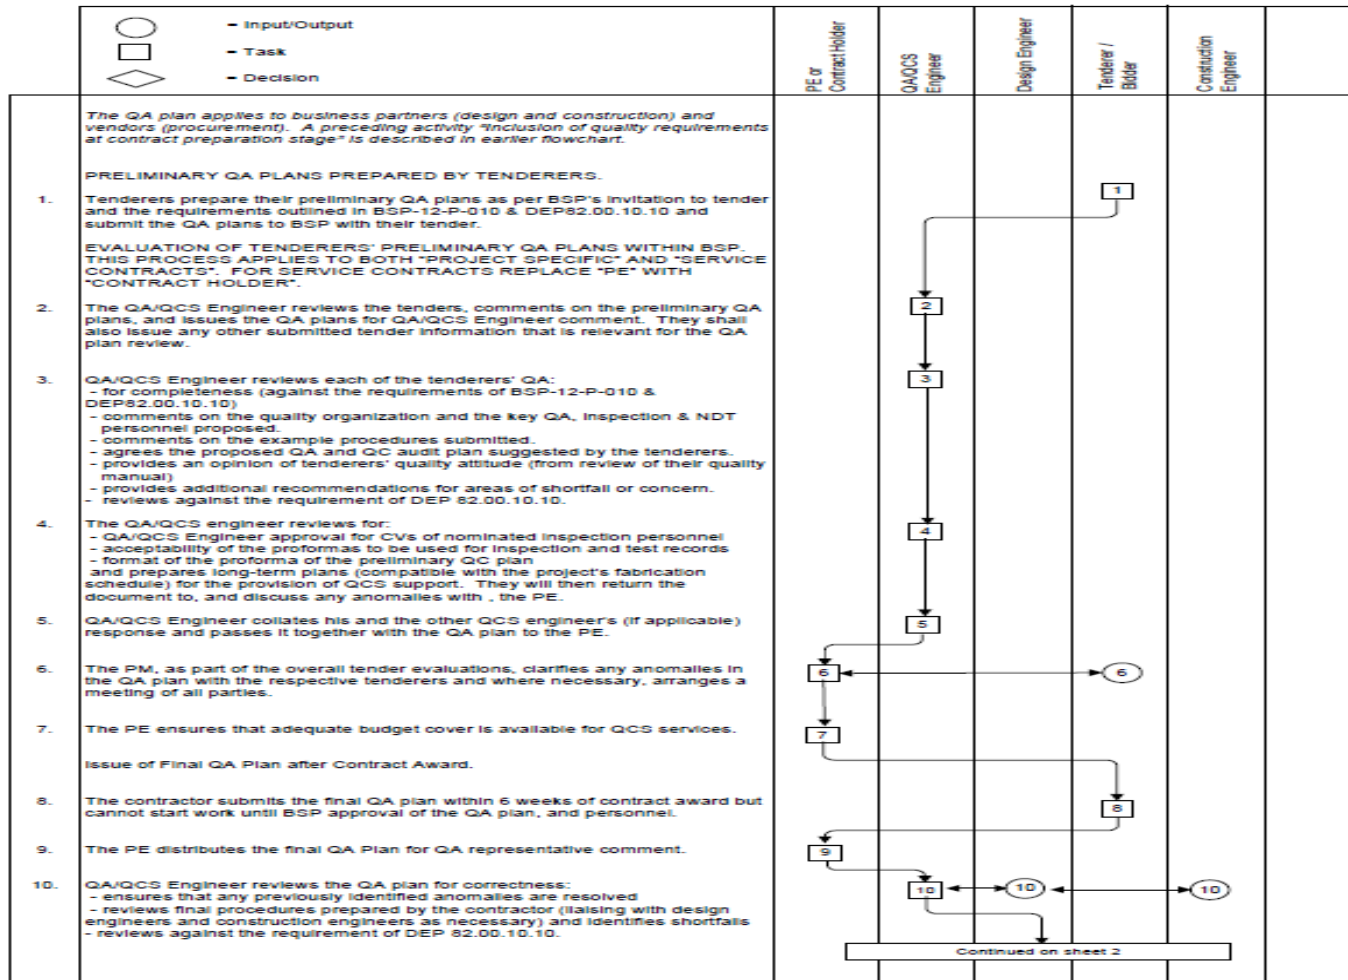 – Input/Output
– Task
– Decision
PE or
Contract Holder
QA/QCS
Engineer
Design Engineer
Tenderer /
Bidder
Construction
Engineer
The QA plan applies to business partners (design and construction) and
vendors (procurement). A preceding activity "inclusion of quality requirements
at contract preparation stage" is described in earlier flowchart.
PRELIMINARY QA PLANS PREPARED BY TENDERERS.
1. Tenderers prepare their preliminary QA plans as per BSP's invitation to tender
and the requirements outlined in BSP-12-P-010 & DEP82.00.10.10 and
submit the QA plans to BSP with their tender.
1
EVALUATION OF TENDERERS' PRELIMINARY QA PLANS WITHIN BSP.
THIS PROCESS APPLIES TO BOTH "PROJECT SPECIFIC" AND "SERVICE
CONTRACTS". FOR SERVICE CONTRACTS REPLACE "PE" WITH
"CONTRACT HOLDER".
2. The QA/QCS Engineer reviews the tenders, comments on the preliminary QA
plans, and issues the QA plans for QA/QCS Engineer comment. They shall
also issue any other submitted tender information that is relevant for the QA
plan review.
2
3. QA/QCS Engineer reviews each of the tenderers' QA:
- for completeness (against the requirements of BSP-12-P-010 &
DEP82.00.10.10)
- comments on the quality organization and the key QA, Inspection & NDT
personnel proposed.
- comments on the example procedures submitted.
- agrees the proposed QA and QC audit plan suggested by the tenderers.
- provides an opinion of tenderers' quality attitude (from review of their quality
manual)
- provides additional recommendations for areas of shortfall or concern.
- reviews against the requirement of DEP 82.00.10.10.
3
4. The QA/QCS engineer reviews for:
- QA/QCS Engineer approval for CVs of nominated inspection personnel
- acceptability of the proformas to be used for inspection and test records
- format of the proforma of the preliminary QC plan
and prepares long-term plans (compatible with the project's fabrication
schedule) for the provision of QCS support. They will then return the
document to, and discuss any anomalies with , the PE.
4
5. QA/QCS Engineer collates his and the other QCS engineer's (if applicable)
response and passes it together with the QA plan to the PE.
5
6. The PM, as part of the overall tender evaluations, clarifies any anomalies in
the QA plan with the respective tenderers and where necessary, arranges a
meeting of all parties.
6 6
7. The PE ensures that adequate budget cover is available for QCS services.
7
Issue of Final QA Plan after Contract Award.
8. The contractor submits the final QA plan within 6 weeks of contract award but
cannot start work until BSP approval of the QA plan, and personnel.
8
9. The PE distributes the final QA Plan for QA representative comment.
9
10. QA/QCS Engineer reviews the QA plan for correctness:
- ensures that any previously identified anomalies are resolved
- reviews final procedures prepared by the contractor (liaising with design
engineers and construction engineers as necessary) and identifies shortfalls
- reviews against the requirement of DEP 82.00.10.10.
10 10 10
Continued on sheet 2